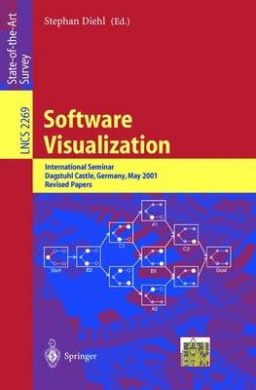 Stephan Diehl (Ed.)
State-of-the-Art
Survey
LNCS 2269
Software
Visualization
International Seminar
Dagstuhl Castle, Germany, May 2001
Revised Papers
A1
C1
C2
Start
B2
B1
Goal
A2
Springer